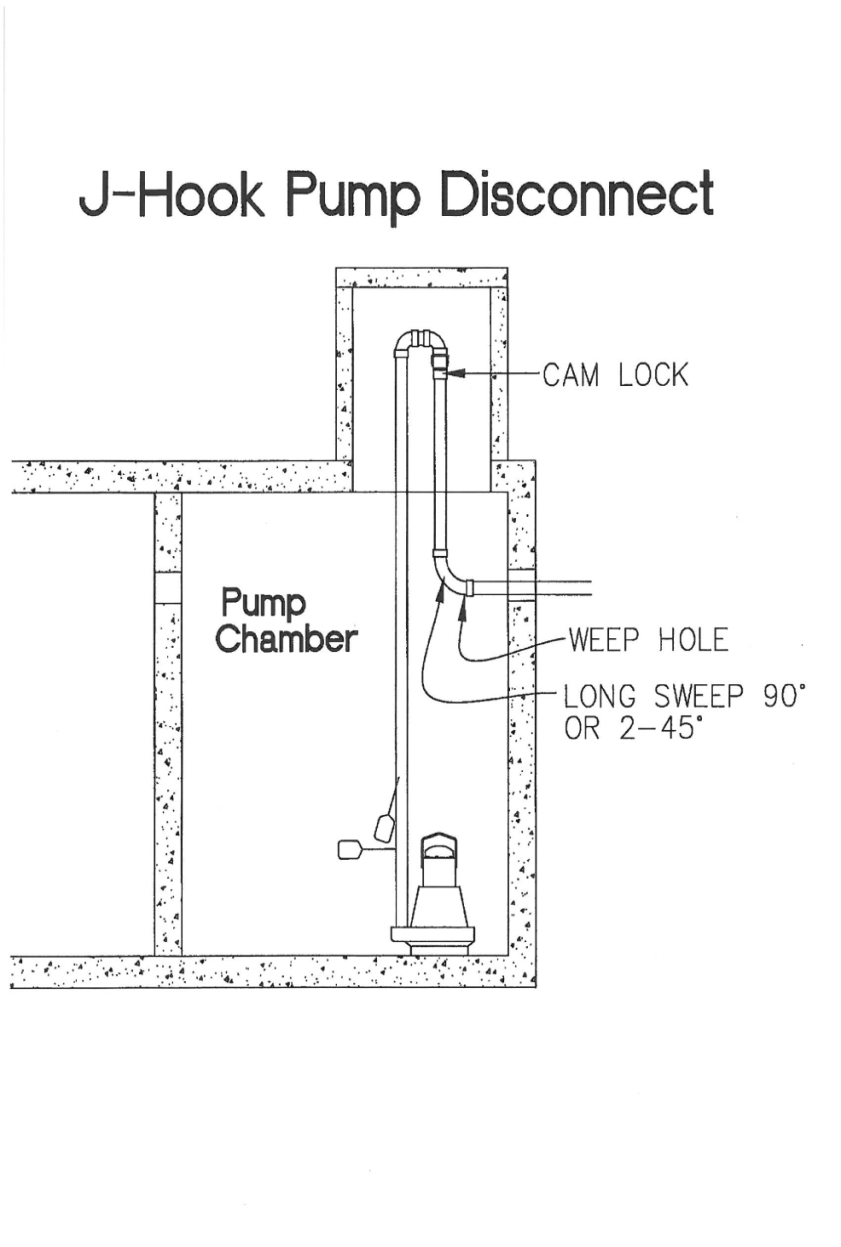 J-Hook Pump Disconnect
CAM LOCK
Pump
Chamber
WEEP HOLE
LONG SWEEP 90°
OR 2-45°